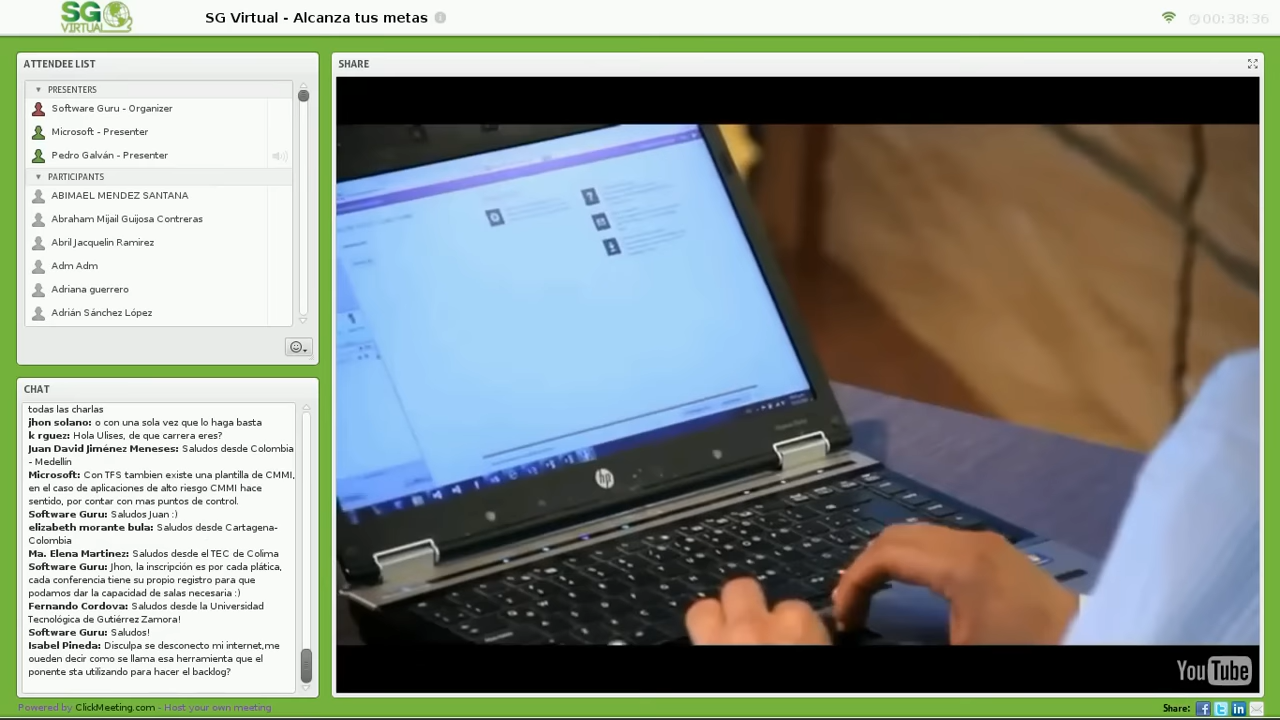 SG VIRTUAL
SG Virtual - Alcanza tus metas
00:38:36
ATTENDEE LIST
PRESENTERS
Software Guru - Organizer
Microsoft - Presenter
Pedro Galván - Presenter
PARTICIPANTS
ABIMAEL MENDEZ SANTANA
Abraham Mijail Guijosa Contreras
Abril Jacquelin Ramirez
Adm Adm
Adriana guerrero
Adrián Sánchez López
CHAT
todas las charlas
jhon solano: o con una sola vez que lo haga basta
k rguez: Hola Ulises, de que carrera eres?
Juan David Jiménez Meneses: Saludos desde Colombia
- Medellín
Microsoft: Con TFS tambien existe una plantilla de CMMI,
en el caso de aplicaciones de alto riesgo CMMI hace
sentido, por contar con mas puntos de control.
Software Guru: Saludos Juan :)
elizabeth morante bula: Saludos desde Cartagena-
Colombia
Ma. Elena Martinez: Saludos desde el TEC de Colima
Software Guru: Jhon, la inscripción es por cada plática,
cada conferencia tiene su propio registro para que
podamos dar la capacidad de salas necesaria :)
Fernando Cordova: Saludos desde la Universidad
Tecnológica de Gutiérrez Zamora!
Software Guru: Saludos!
Isabel Pineda: Disculpa se desconecto mi internet,me
oueden decir como se llama esa herramienta que el
ponente sta utilizando para hacer el backlog?
Powered by ClickMeeting.com - Host your own meeting
SHARE
hp
YouTube
Share: